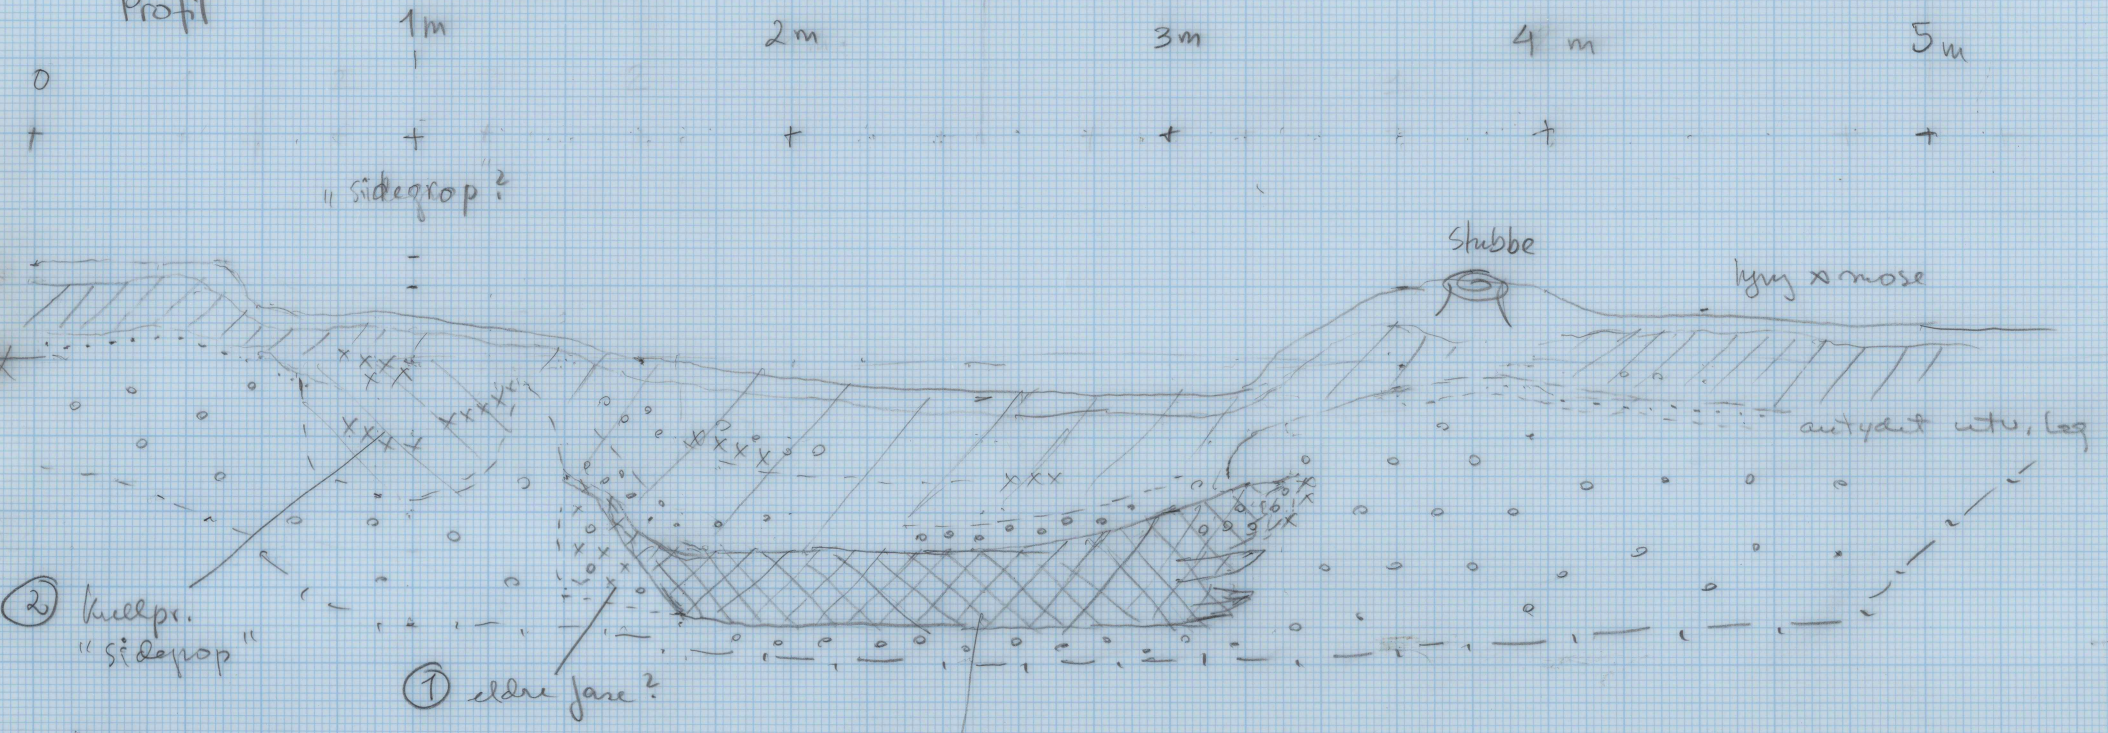 Profil
0
1m
2m
3m
4 m
5m
"sidegrop"?
Stubbe
lyng x mose
antydet utv. lag
② Kullpr.
"sidegrop"
① eldre fase?